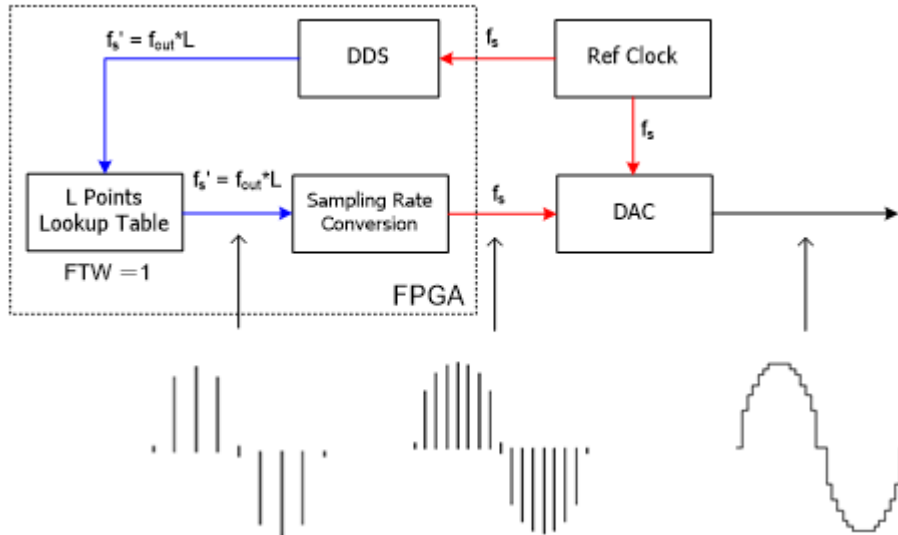 fs' = fout*L
DDS
fs
Ref Clock
fs
L Points
Lookup Table
fs' = fout*L
Sampling Rate
Conversion
fs
DAC
FTW =1
FPGA